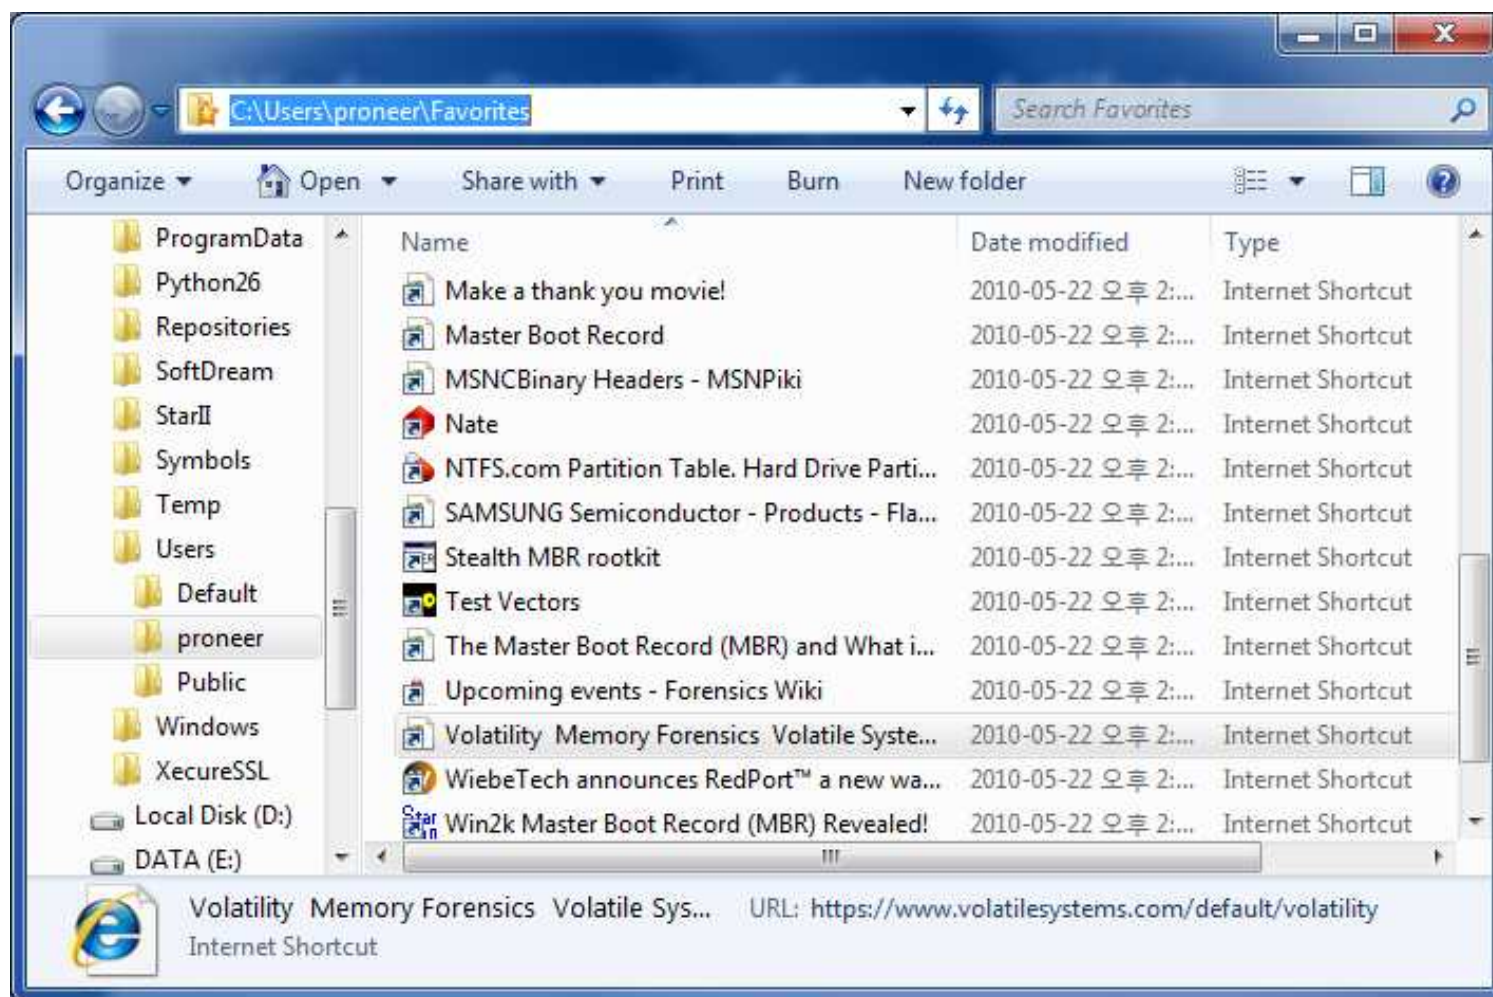 C:\Users\proneer\Favorites
Search Favorites
Organize
Open
Share with
Print
Burn
New folder
ProgramData
Python26
Repositories
SoftDream
StarII
Symbols
Temp
Users
Default
proneer
Public
Windows
XecureSSL
Local Disk (D:)
DATA (E:)
Name Date modified Type
Make a thank you movie! 2010-05-22 오후 2:... Internet Shortcut
Master Boot Record 2010-05-22 오후 2:... Internet Shortcut
MSNCBinary Headers - MSNPiki 2010-05-22 오후 2:... Internet Shortcut
Nate 2010-05-22 오후 2:... Internet Shortcut
NTFS.com Partition Table. Hard Drive Parti... 2010-05-22 오후 2:... Internet Shortcut
SAMSUNG Semiconductor - Products - Fla... 2010-05-22 오후 2:... Internet Shortcut
Stealth MBR rootkit 2010-05-22 오후 2:... Internet Shortcut
Test Vectors 2010-05-22 오후 2:... Internet Shortcut
The Master Boot Record (MBR) and What i... 2010-05-22 오후 2:... Internet Shortcut
Upcoming events - Forensics Wiki 2010-05-22 오후 2:... Internet Shortcut
Volatility Memory Forensics Volatile Syste... 2010-05-22 오후 2:... Internet Shortcut
WiebeTech announces RedPort™ a new wa... 2010-05-22 오후 2:... Internet Shortcut
Win2k Master Boot Record (MBR) Revealed! 2010-05-22 오후 2:... Internet Shortcut
Volatility Memory Forensics Volatile Sys... URL: https://www.volatilesystems.com/default/volatility
Internet Shortcut